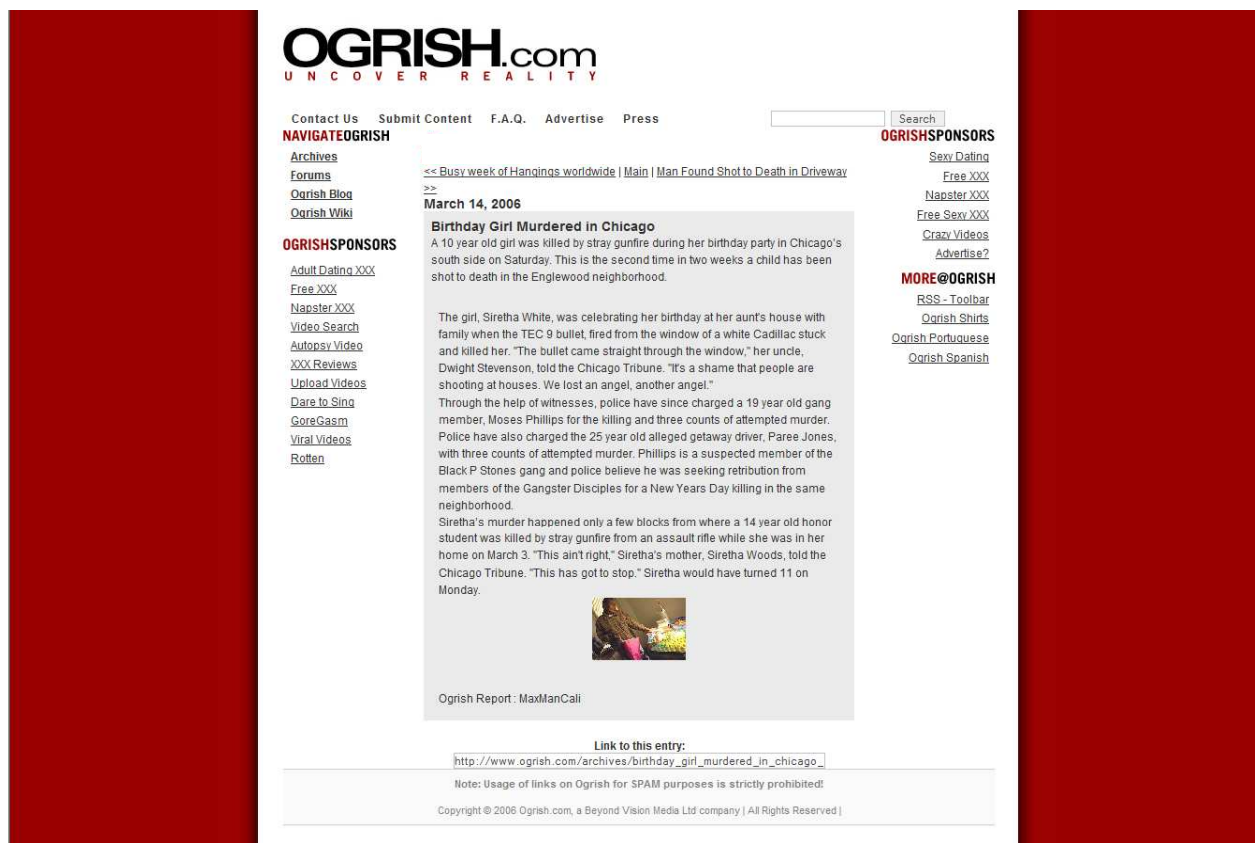 OGRISH.com
UNCOVER REALITY
Contact Us Submit Content F.A.Q. Advertise Press Search
NAVIGATEOGRISH
Archives
Forums
Ogrish Blog
Ogrish Wiki
OGRISHSPONSORS
Adult Dating XXX
Free XXX
Napster XXX
Video Search
Autopsy Video
XXX Reviews
Upload Videos
Dare to Sing
GoreGasm
Viral Videos
Rotten
<< Busy week of Hangings worldwide | Main | Man Found Shot to Death in Driveway
>>
March 14, 2006
Birthday Girl Murdered in Chicago
A 10 year old girl was killed by stray gunfire during her birthday party in Chicago's
south side on Saturday. This is the second time in two weeks a child has been
shot to death in the Englewood neighborhood.
The girl, Siretha White, was celebrating her birthday at her aunt's house with
family when the TEC 9 bullet, fired from the window of a white Cadillac stuck
and killed her. "The bullet came straight through the window," her uncle,
Dwight Stevenson, told the Chicago Tribune. "It's a shame that people are
shooting at houses. We lost an angel, another angel."
Through the help of witnesses, police have since charged a 19 year old gang
member, Moses Phillips for the killing and three counts of attempted murder.
Police have also charged the 25 year old alleged getaway driver, Paree Jones,
with three counts of attempted murder. Phillips is a suspected member of the
Black P Stones gang and police believe he was seeking retribution from
members of the Gangster Disciples for a New Years Day killing in the same
neighborhood.
Siretha's murder happened only a few blocks from where a 14 year old honor
student was killed by stray gunfire from an assault rifle while she was in her
home on March 3. "This ain't right," Siretha's mother, Siretha Woods, told the
Chicago Tribune. "This has got to stop." Siretha would have turned 11 on
Monday.
Ogrish Report : MaxManCali
Link to this entry:
http://www.ogrish.com/archives/birthday_girl_murdered_in_chicago_
Note: Usage of links on Ogrish for SPAM purposes is strictly prohibited!
Copyright © 2006 Ogrish.com, a Beyond Vision Media Ltd company | All Rights Reserved |
OGRISHSPONSORS
Sexy Dating
Free XXX
Napster XXX
Free Sexy XXX
Crazy Videos
Advertise?
MORE@OGRISH
RSS - Toolbar
Ogrish Shirts
Ogrish Portuguese
Ogrish Spanish